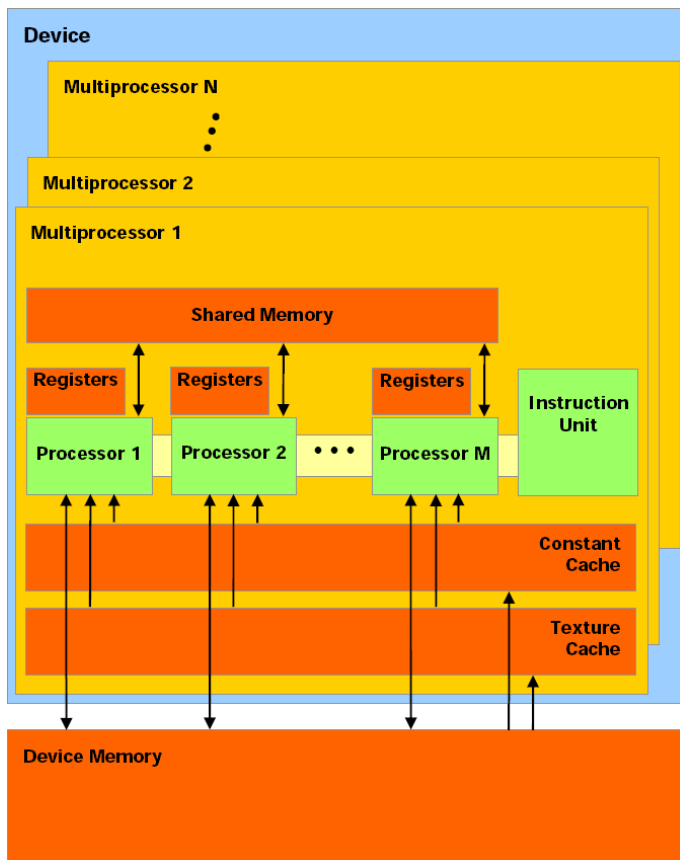 Device
Multiprocessor N
Multiprocessor 2
Multiprocessor 1
Shared Memory
Registers
Registers
Registers
Instruction
Unit
Processor 1
Processor 2
Processor M
Constant
Cache
Texture
Cache
Device Memory